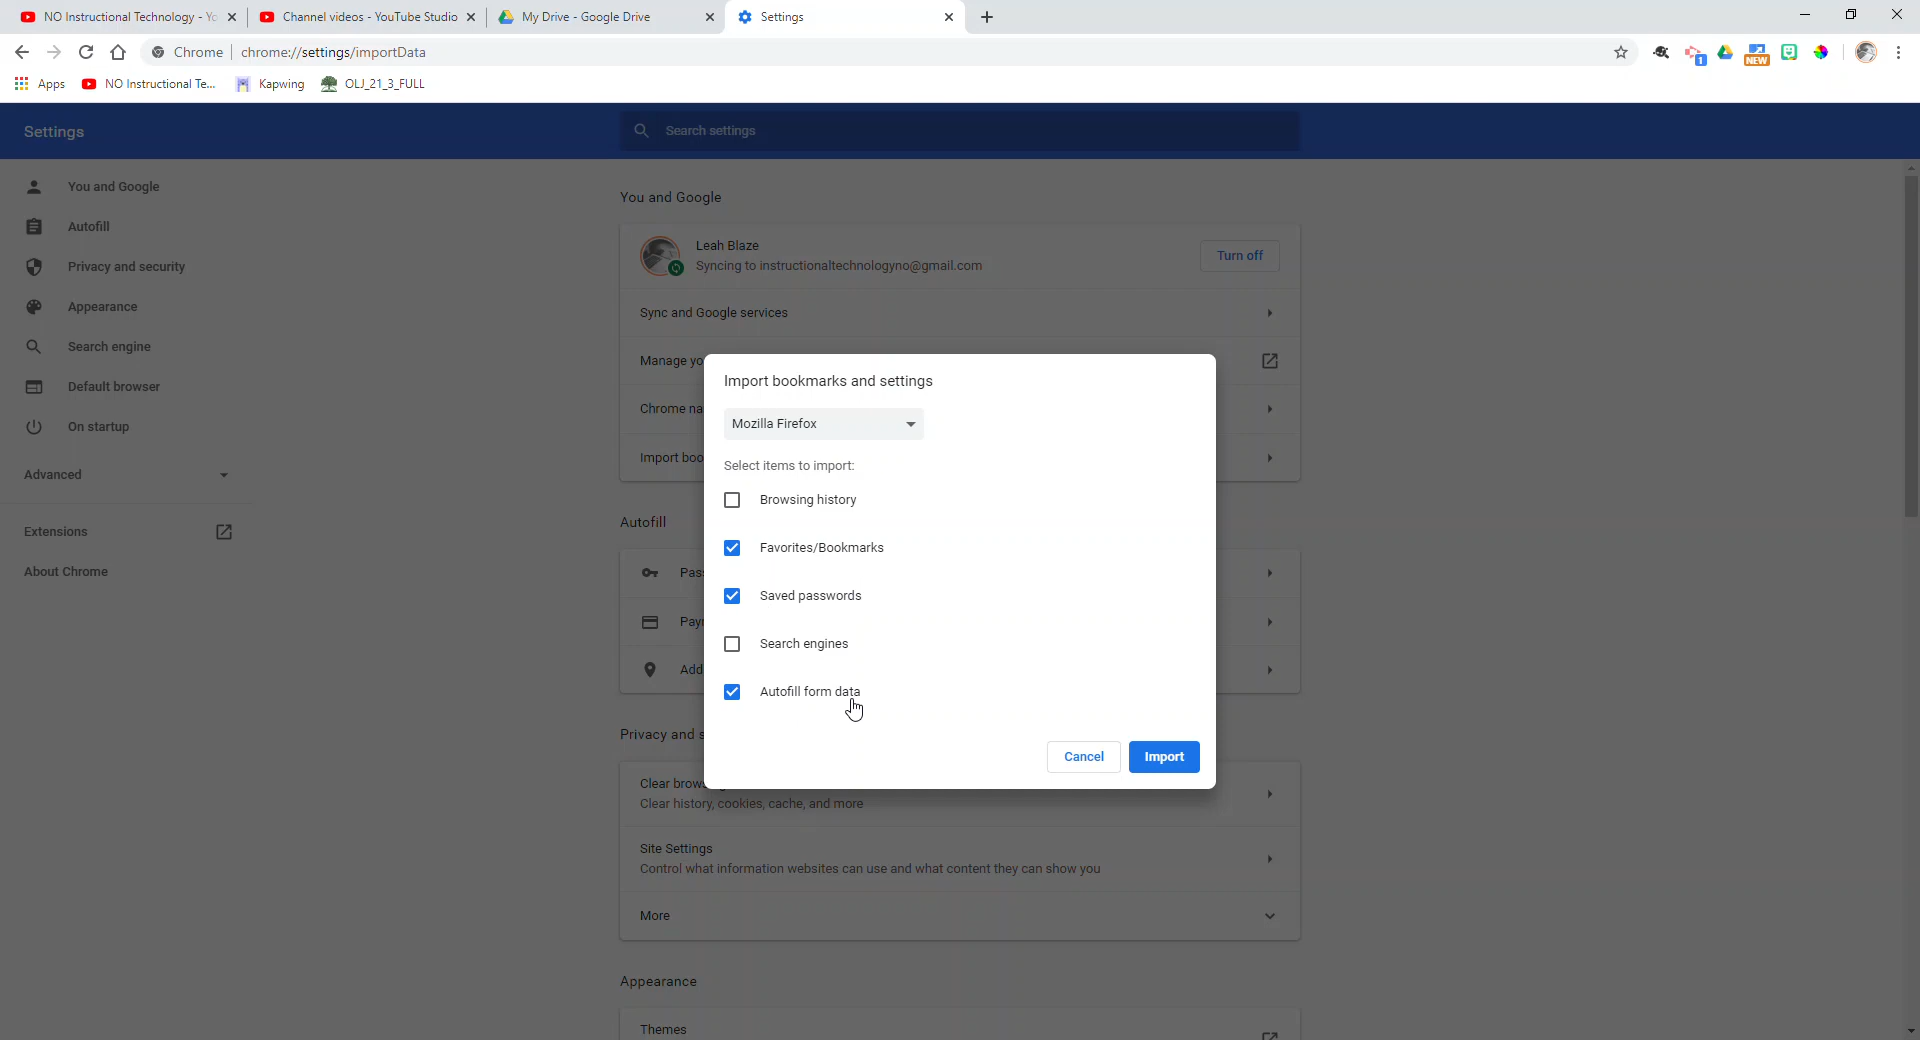 NO Instructional Technology - Yo
Channel videos - YouTube Studio
My Drive - Google Drive
Settings
Chrome
chrome://settings/importData
1
NEW
Apps
NO Instructional Te...
Kapwing
OLJ_21_3_FULL
Settings
Search settings
You and Google
Autofill
Privacy and security
Appearance
Search engine
Default browser
On startup
Advanced
Extensions
About Chrome
You and Google
Leah Blaze
Syncing to instructionaltechnologyno@gmail.com
Turn off
Sync and Google services
Manage yo
Chrome na
Import boo
Autofill
Pas
Pay
Add
Privacy and s
Clear brows
Clear history, cookies, cache, and more
Site Settings
Control what information websites can use and what content they can show you
More
Appearance
Themes
Import bookmarks and settings
Mozilla Firefox
Select items to import:
Browsing history
Favorites/Bookmarks
Saved passwords
Search engines
Autofill form data
Cancel
Import